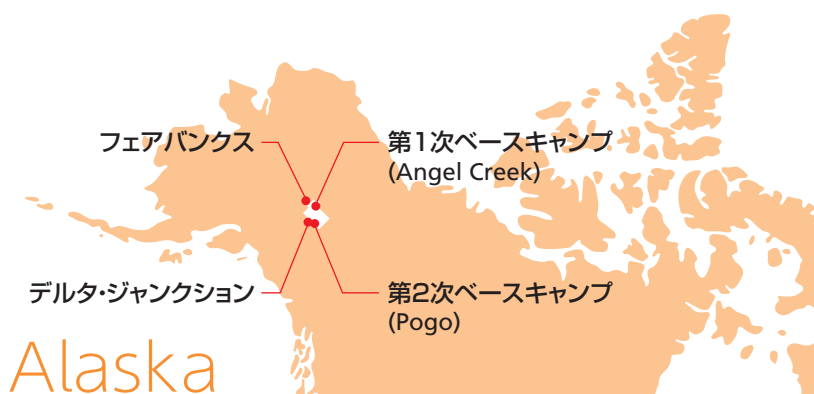 フェアバンクス
第1次ベースキャンプ
(Angel Creek)
デルタ・ジャンクション
第2次ベースキャンプ
(Pogo)
Alaska